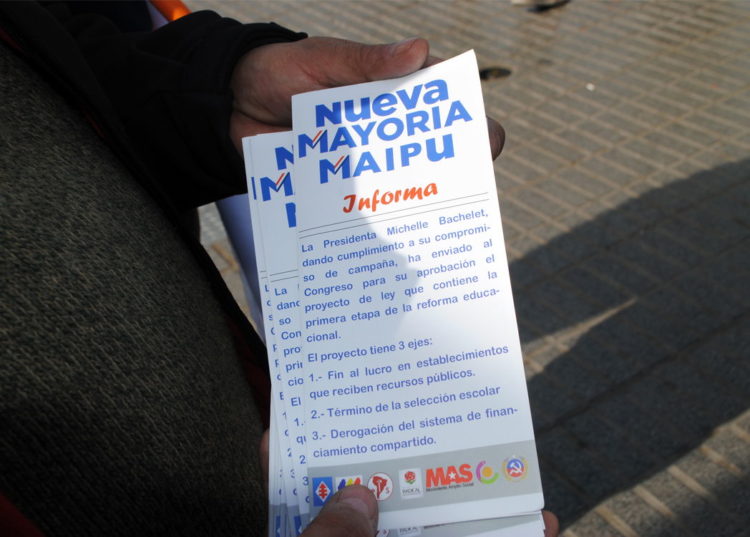 Nueva
MAYORIA
MAIPU
Informa
La Presidenta Michelle Bachelet,
dando cumplimiento a su compromi-
so de campaña, ha enviado al
Congreso para su aprobación el
proyecto de ley que contiene la
primera etapa de la reforma educa-
cional.
El proyecto tiene 3 ejes:
1.- Fin al lucro en establecimientos
que reciben recursos públicos.
2.- Término de la selección escolar
3.- Derogación del sistema de finan-
ciamiento compartido.
MAS